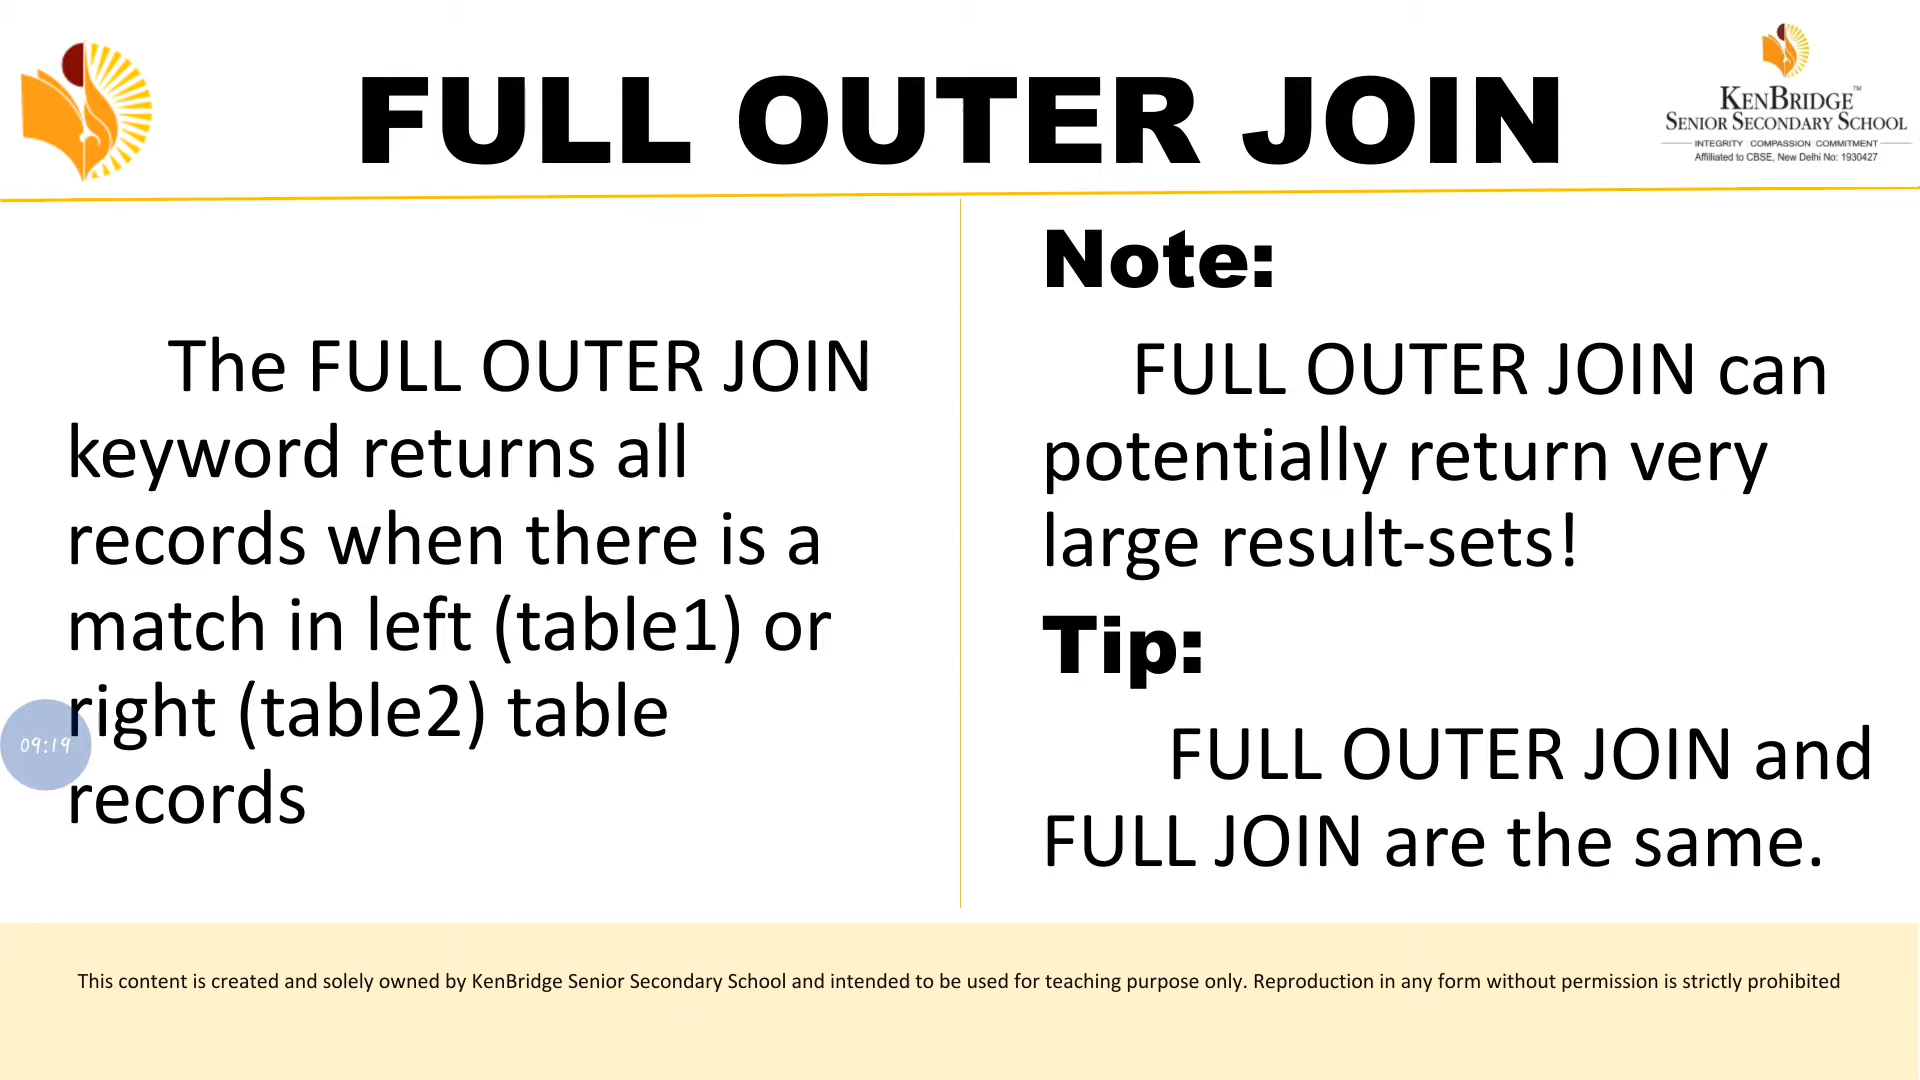 FULL OUTER JOIN
KENBRIDGE™
SENIOR SECONDARY SCHOOL
INTEGRITY COMPASSION COMMITMENT
Affiliated to CBSE, New Delhi No: 1930427
The FULL OUTER JOIN
keyword returns all
records when there is a
match in left (table1) or
right (table2) table
records
09:19
Note:
FULL OUTER JOIN can
potentially return very
large result-sets!
Tip:
FULL OUTER JOIN and
FULL JOIN are the same.
This content is created and solely owned by KenBridge Senior Secondary School and intended to be used for teaching purpose only. Reproduction in any form without permission is strictly prohibited